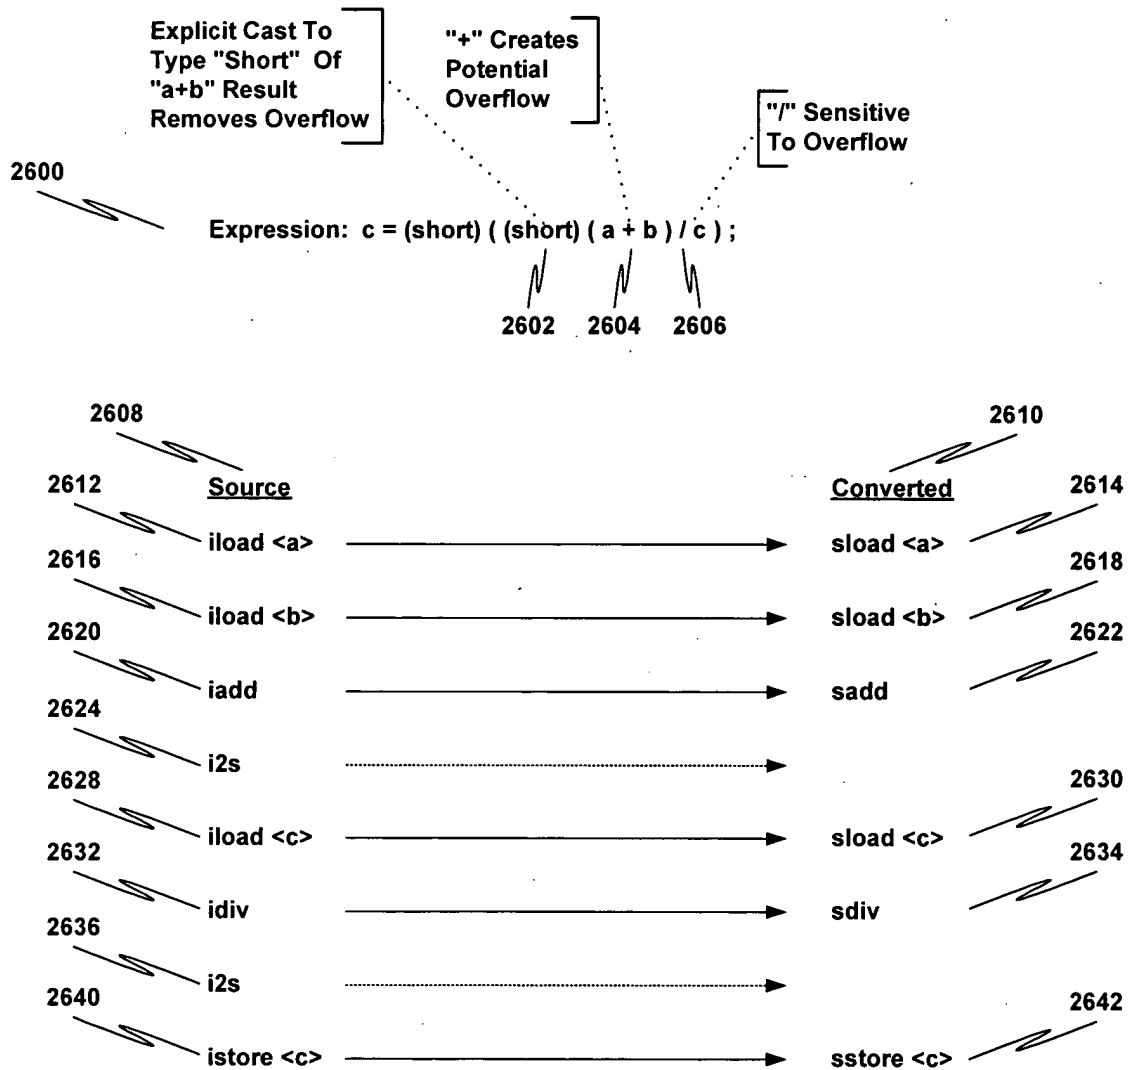 Explicit Cast To
Type "Short" Of
"a+b" Result
Removes Overflow
"+" Creates
Potential
Overflow
"/" Sensitive
To Overflow
2600
Expression: c = (short) ( (short) ( a + b ) / c ) ;
2602 2604 2606
2608 2610
Source Converted
2612 2614
iload <a> sload <a>
2616 2618
iload <b> sload <b>
2620 2622
iadd sadd
2624
i2s
2628 2630
iload <c> sload <c>
2632 2634
idiv sdiv
2636
i2s
2640 2642
istore <c> sstore <c>